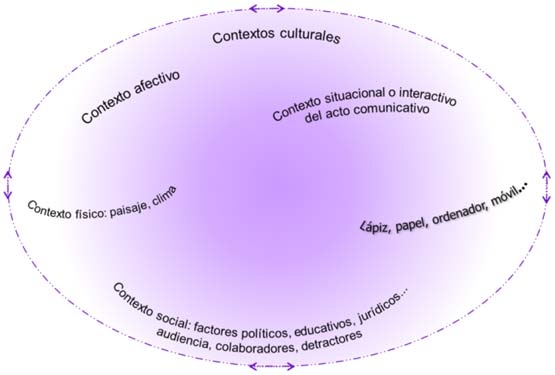 Contextos culturales
Contexto afectivo
Contexto situacional o interactivo
del acto comunicativo
Contexto físico: paisaje, clima
Lápiz, papel, ordenador, móvil...
Contexto social: factores políticos, educativos, jurídicos...
audiencia, colaboradores, detractores